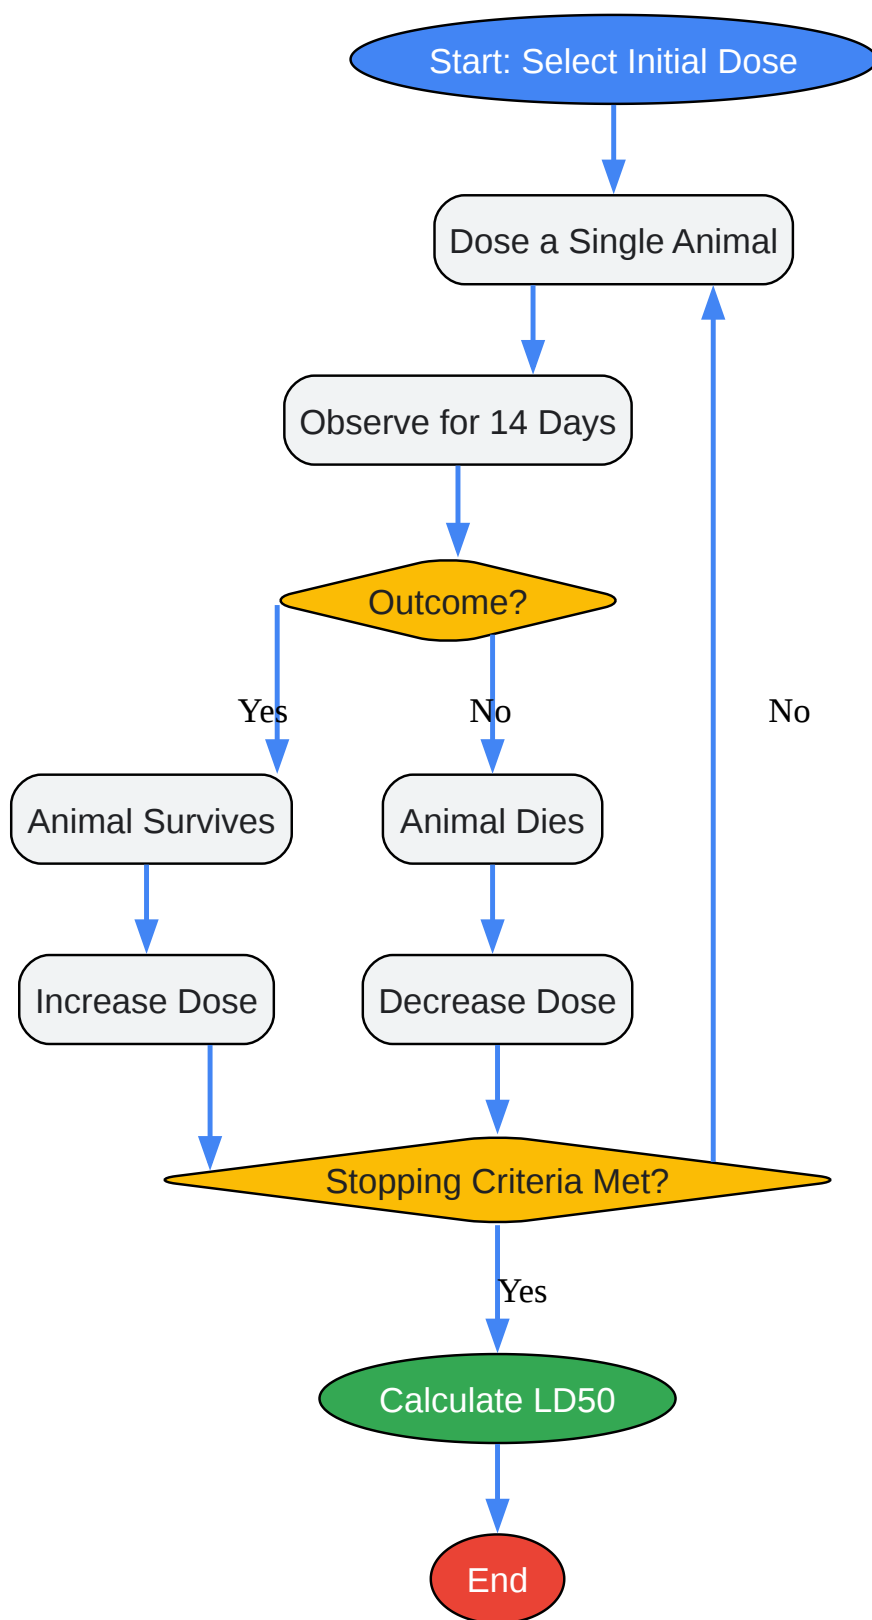 Start: Select Initial Dose
Dose a Single Animal
Observe for 14 Days
Outcome?
Yes
No
No
Animal Survives
Animal Dies
Increase Dose
Decrease Dose
Stopping Criteria Met?
Yes
Calculate LD50
End